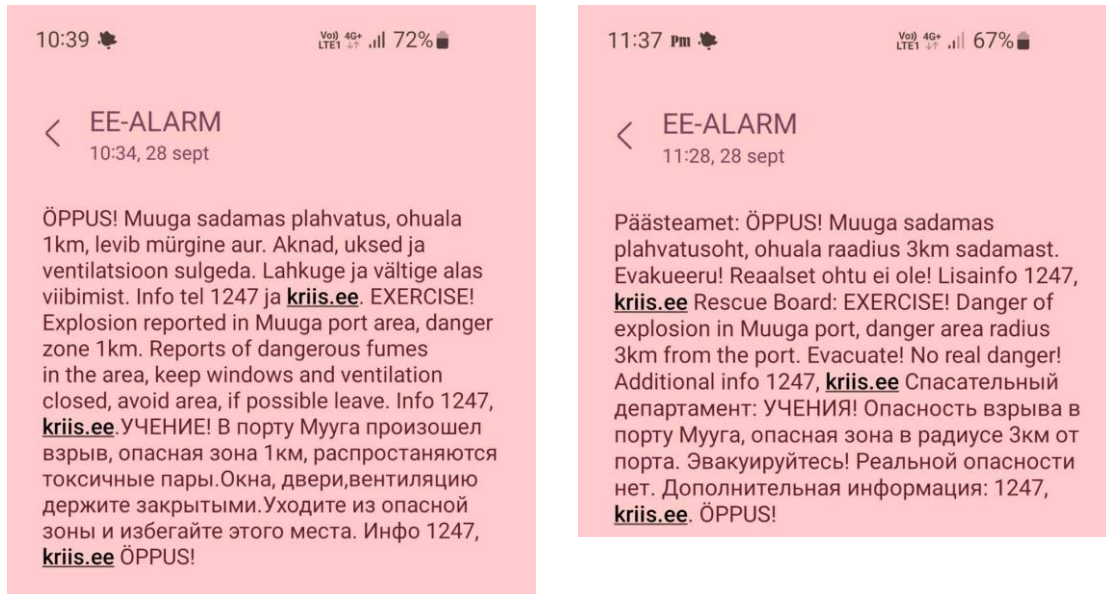 10:39 Vo)) LTE1 4G+ 72%
EE-ALARM
10:34, 28 sept
ÕPPUS! Muuga sadamas plahvatus, ohuala
1km, levib mürgine aur. Aknad, uksed ja
ventilatsioon sulgeda. Lahkuge ja vältige alas
viibimist. Info tel 1247 ja kriis.ee. EXERCISE!
Explosion reported in Muuga port area, danger
zone 1km. Reports of dangerous fumes
in the area, keep windows and ventilation
closed, avoid area, if possible leave. Info 1247,
kriis.ee.УЧЕНИЕ! В порту Мууга произошел
взрыв, опасная зона 1км, распростаняются
токсичные пары.Окна, двери,вентиляцию
держите закрытыми.Уходите из опасной
зоны и избегайте этого места. Инфо 1247,
kriis.ee ÕPPUS!
11:37 Pm Vo)) LTE1 4G+ 67%
EE-ALARM
11:28, 28 sept
Päästeamet: ÕPPUS! Muuga sadamas
plahvatusoht, ohuala raadius 3km sadamast.
Evakueeru! Reaalset ohtu ei ole! Lisainfo 1247,
kriis.ee Rescue Board: EXERCISE! Danger of
explosion in Muuga port, danger area radius
3km from the port. Evacuate! No real danger!
Additional info 1247, kriis.ee Спасательный
департамент: УЧЕНИЯ! Опасность взрыва в
порту Мууга, опасная зона в радиусе 3км от
порта. Эвакуируйтесь! Реальной опасности
нет. Дополнительная информация: 1247,
kriis.ee. ÕPPUS!